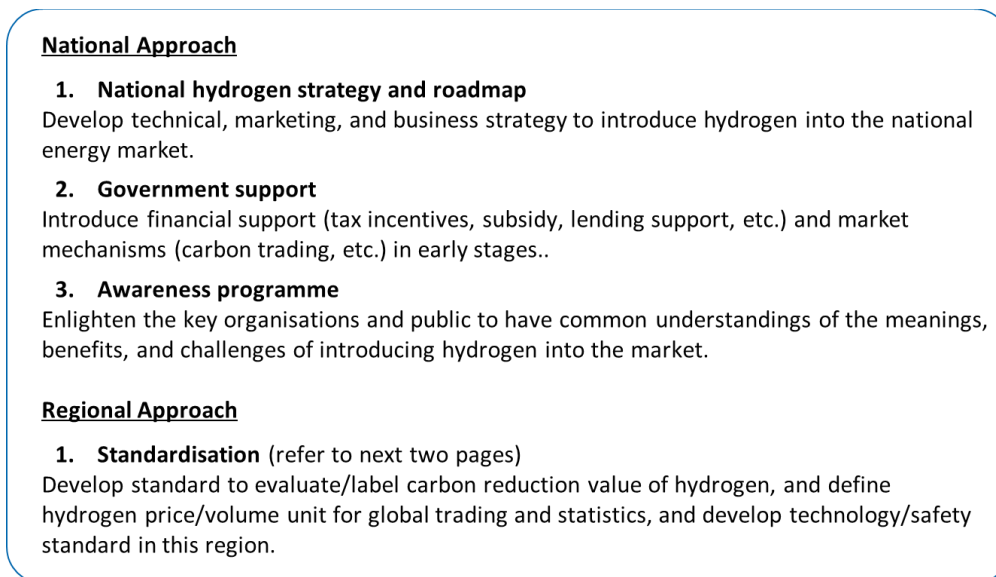 National Approach
1. National hydrogen strategy and roadmap
Develop technical, marketing, and business strategy to introduce hydrogen into the national
energy market.
2. Government support
Introduce financial support (tax incentives, subsidy, lending support, etc.) and market
mechanisms (carbon trading, etc.) in early stages..
3. Awareness programme
Enlighten the key organisations and public to have common understandings of the meanings,
benefits, and challenges of introducing hydrogen into the market.
Regional Approach
1. Standardisation (refer to next two pages)
Develop standard to evaluate/label carbon reduction value of hydrogen, and define
hydrogen price/volume unit for global trading and statistics, and develop technology/safety
standard in this region.